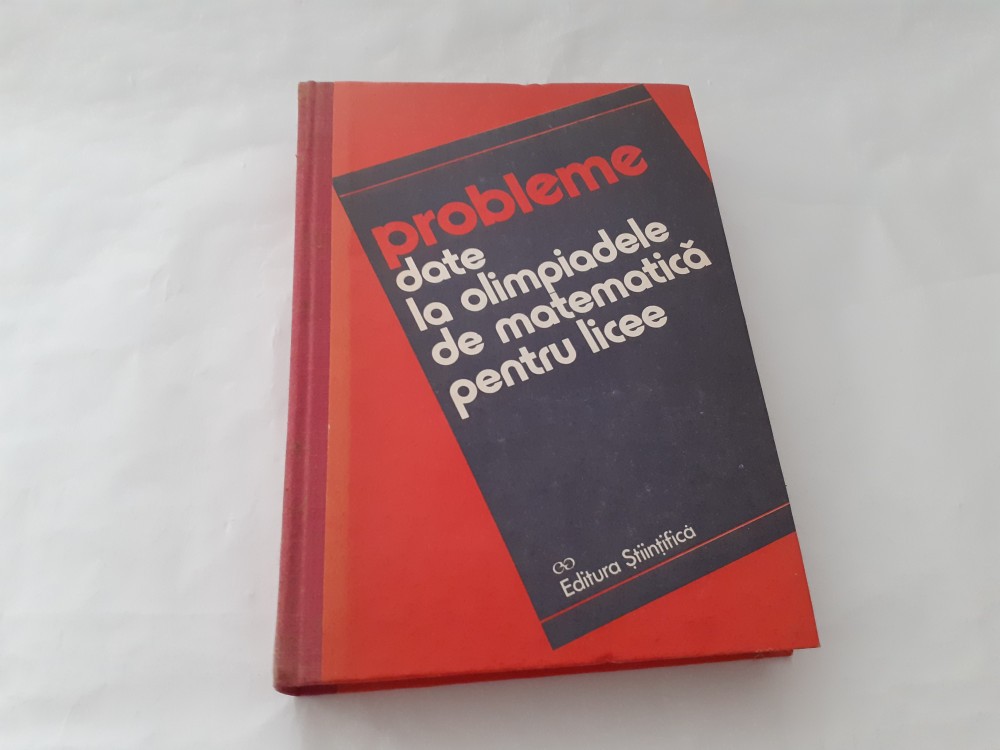 probleme
date
la olimpiadele
de matematică
pentru licee
Editura Științifică